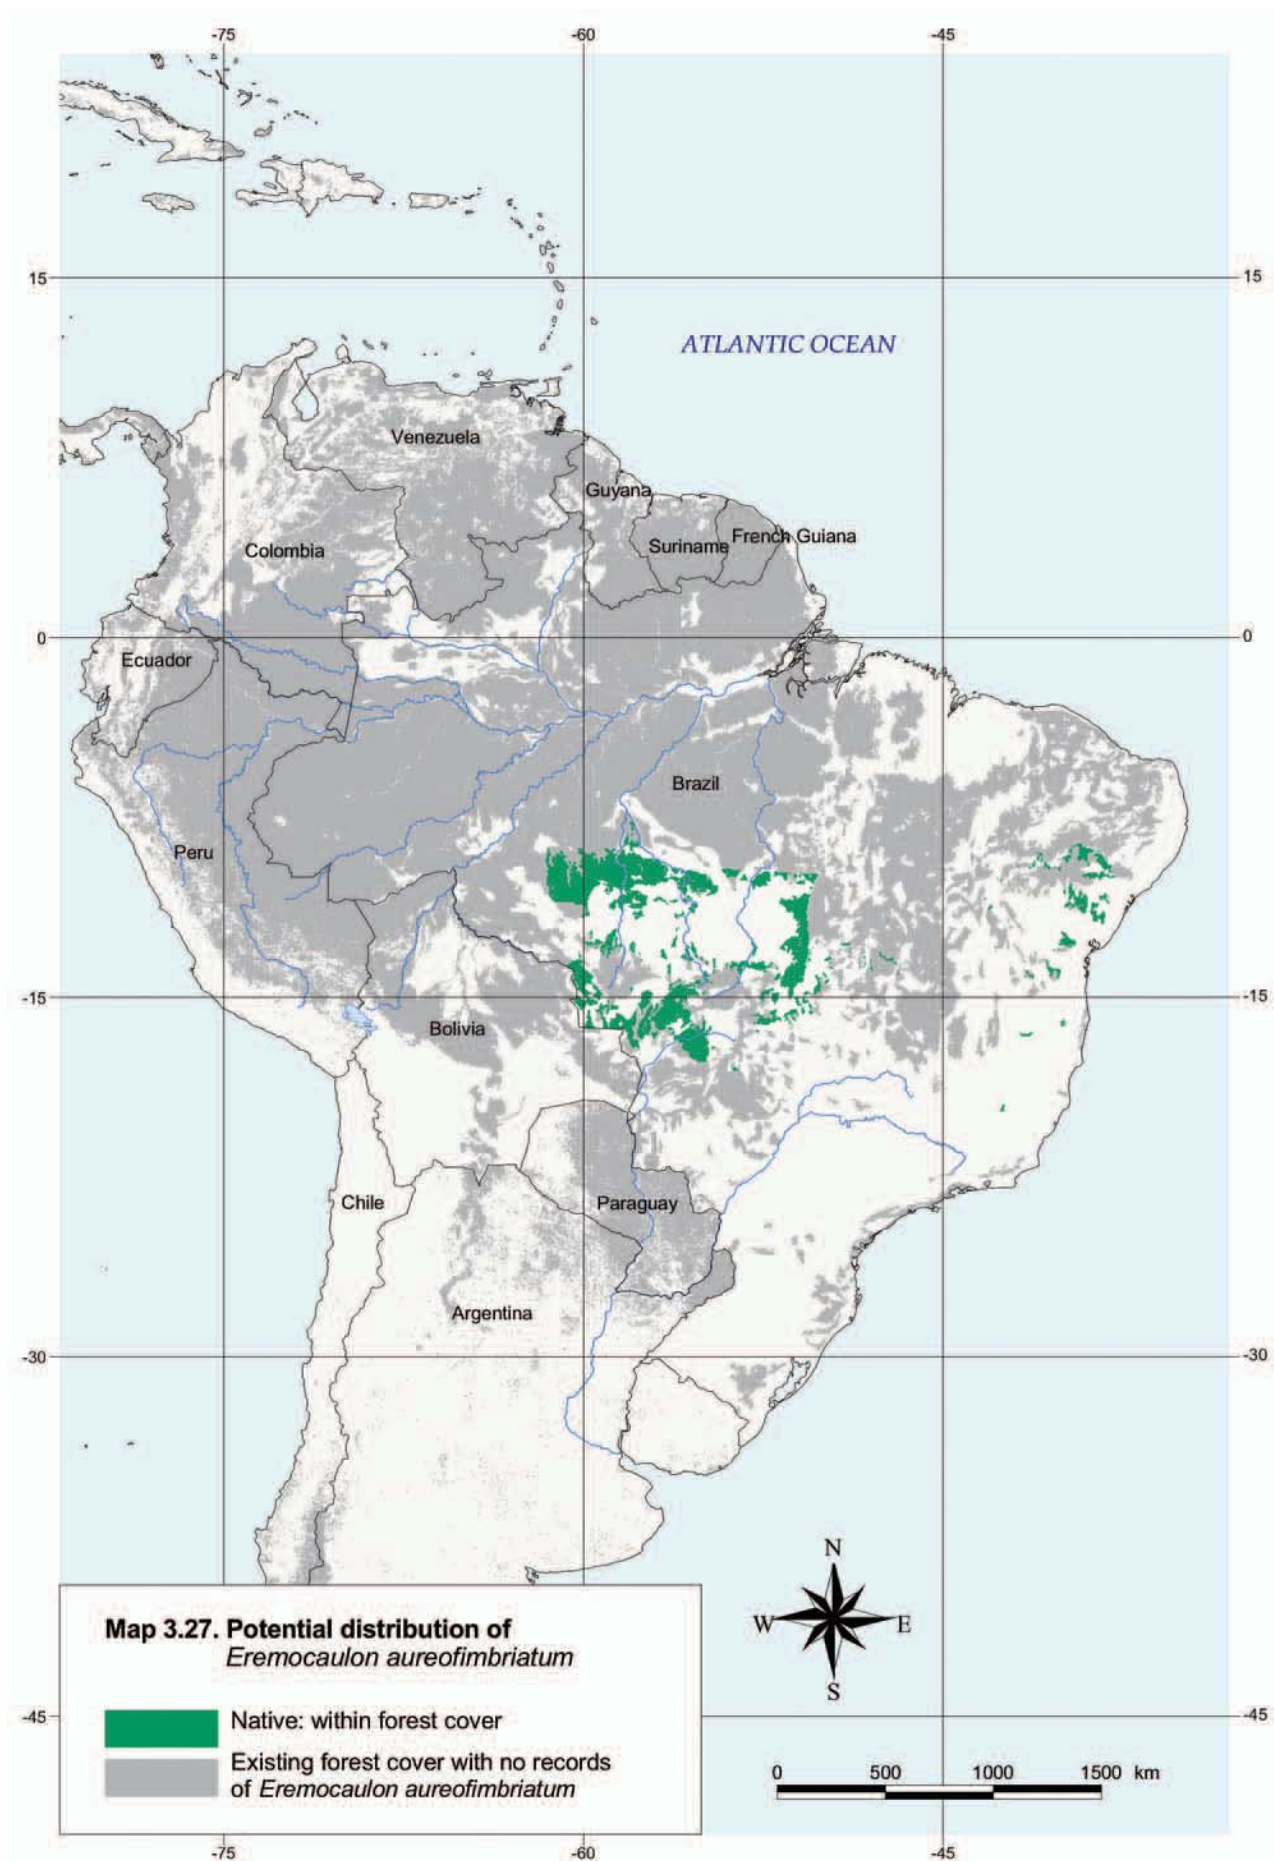 -75 -60 -45
15 15
ATLANTIC OCEAN
Venezuela
Guyana
French Guiana
Suriname
Colombia
0 0
Ecuador
Brazil
Peru
-15 -15
Bolivia
Chile
Paraguay
Argentina
-30 -30
N
W E
S
Map 3.27. Potential distribution of
Eremocaulon aureofimbriatum
Native: within forest cover
Existing forest cover with no records
of Eremocaulon aureofimbriatum
-45 -45
0 500 1000 1500 km
-75 -60 -45